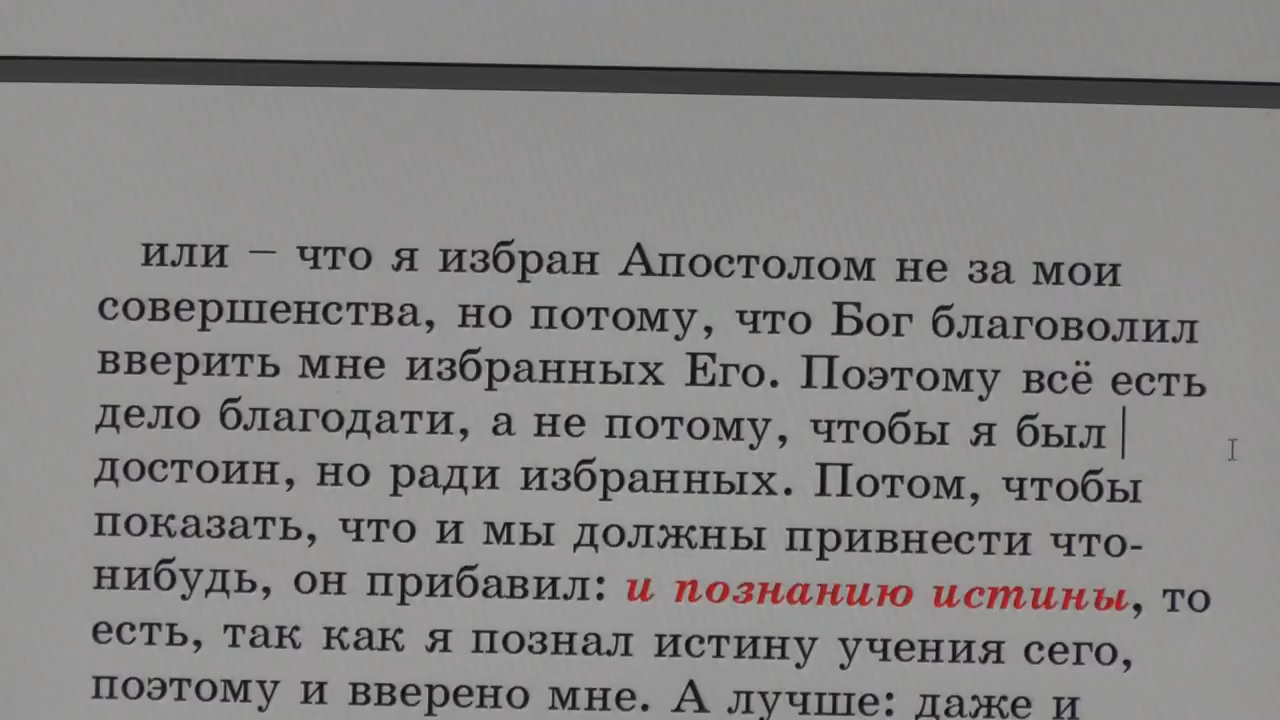 или – что я избран Апостолом не за мои
совершенства, но потому, что Бог благоволил
вверить мне избранных Его. Поэтому всё есть
дело благодати, а не потому, чтобы я был
достоин, но ради избранных. Потом, чтобы
показать, что и мы должны привнести что-
нибудь, он прибавил: и познанию истины, то
есть, так как я познал истину учения сего,
поэтому и вверено мне. А лучше: даже и